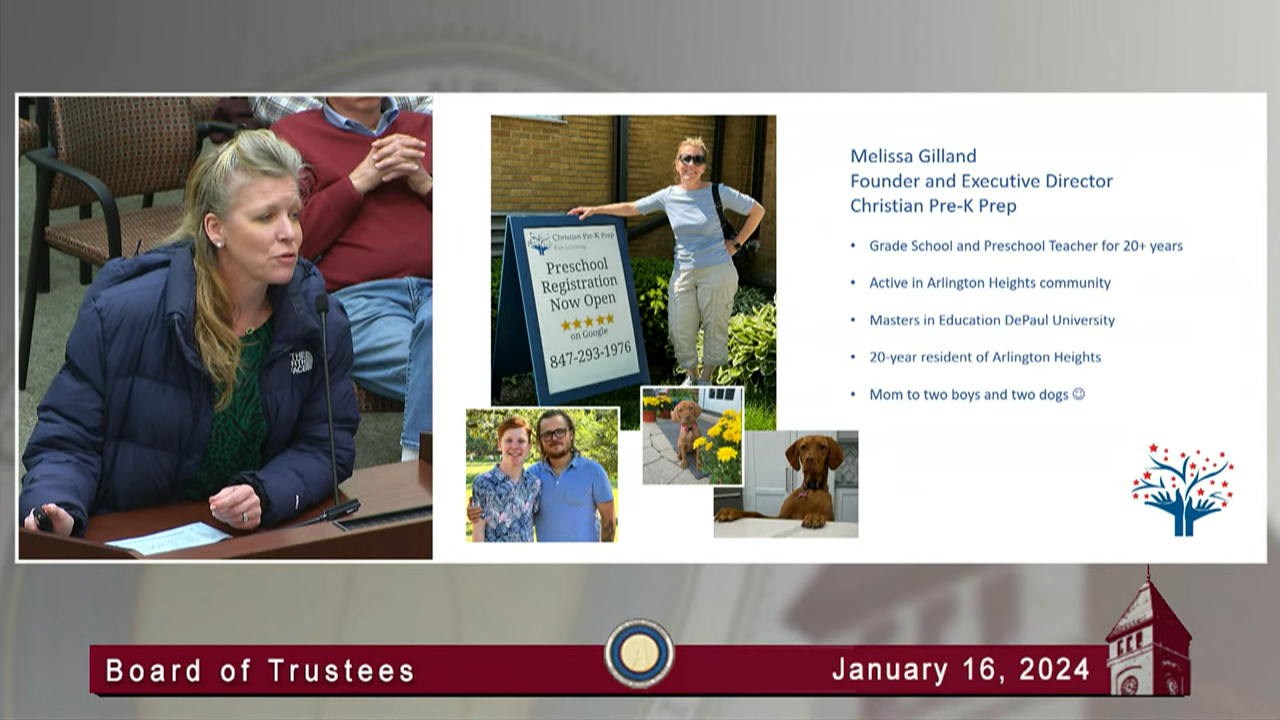 Melissa Gilland
Founder and Executive Director
Christian Pre-K Prep
• Grade School and Preschool Teacher for 20+ years
• Active in Arlington Heights community
• Masters in Education DePaul University
• 20-year resident of Arlington Heights
• Mom to two boys and two dogs ☺
Christian Pre-K Prep
Preschool
Registration
Now Open
on Google
847-293-1976
THE
NORTH
FACE
Board of Trustees
January 16, 2024